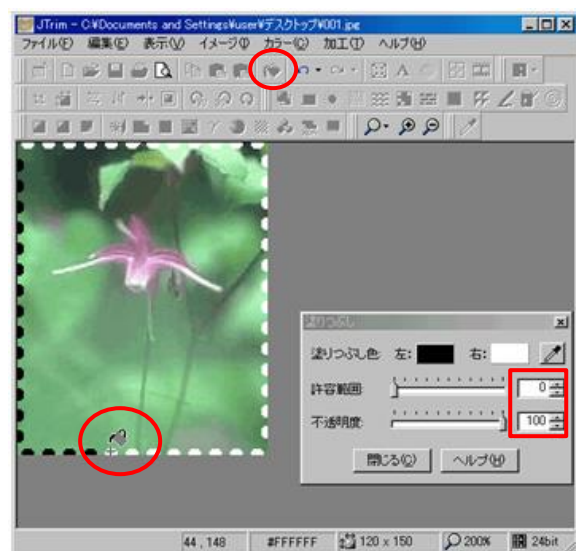 JTrim - C:¥Documents and Settings¥user¥デスクトップ¥001.jpg
ファイル(F) 編集(E) 表示(V) イメージ(I) カラー(C) 加工(T) ヘルプ(H)
塗りつぶし
塗りつぶし色: 左: 右:
許容範囲: 0
不透明度: 100
閉じる(C) ヘルプ(H)
44 , 148 #FFFFFF 120 x 150 200% 24bit